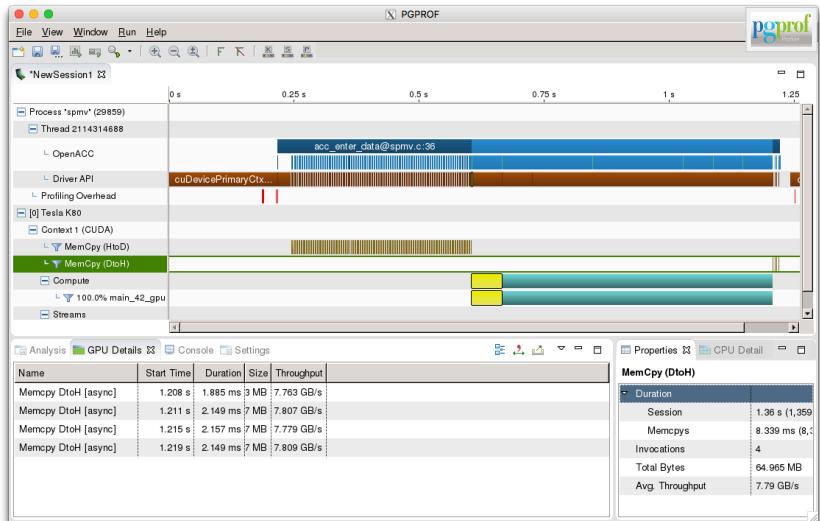 PGPROF
File View Window Run Help
pgprof
*NewSession1
0 s 0.25 s 0.5 s 0.75 s 1 s 1.25
Process "spmv" (29859)
Thread 2114314688
OpenACC
acc_enter_data@spmv.c:36
Driver API
cuDevicePrimaryCtx...
Profiling Overhead
[0] Tesla K80
Context 1 (CUDA)
MemCpy (HtoD)
MemCpy (DtoH)
Compute
100.0% main_42_gpu
Streams
Analysis GPU Details Console Settings
Name Start Time Duration Size Throughput
Memcpy DtoH [async] 1.208 s 1.885 ms 3 MB 7.763 GB/s
Memcpy DtoH [async] 1.211 s 2.149 ms 7 MB 7.807 GB/s
Memcpy DtoH [async] 1.215 s 2.157 ms 7 MB 7.779 GB/s
Memcpy DtoH [async] 1.219 s 2.149 ms 7 MB 7.809 GB/s
Properties CPU Detail
MemCpy (DtoH)
Duration
Session 1.36 s (1,359
Memcpys 8.339 ms (8,
Invocations 4
Total Bytes 64.965 MB
Avg. Throughput 7.79 GB/s